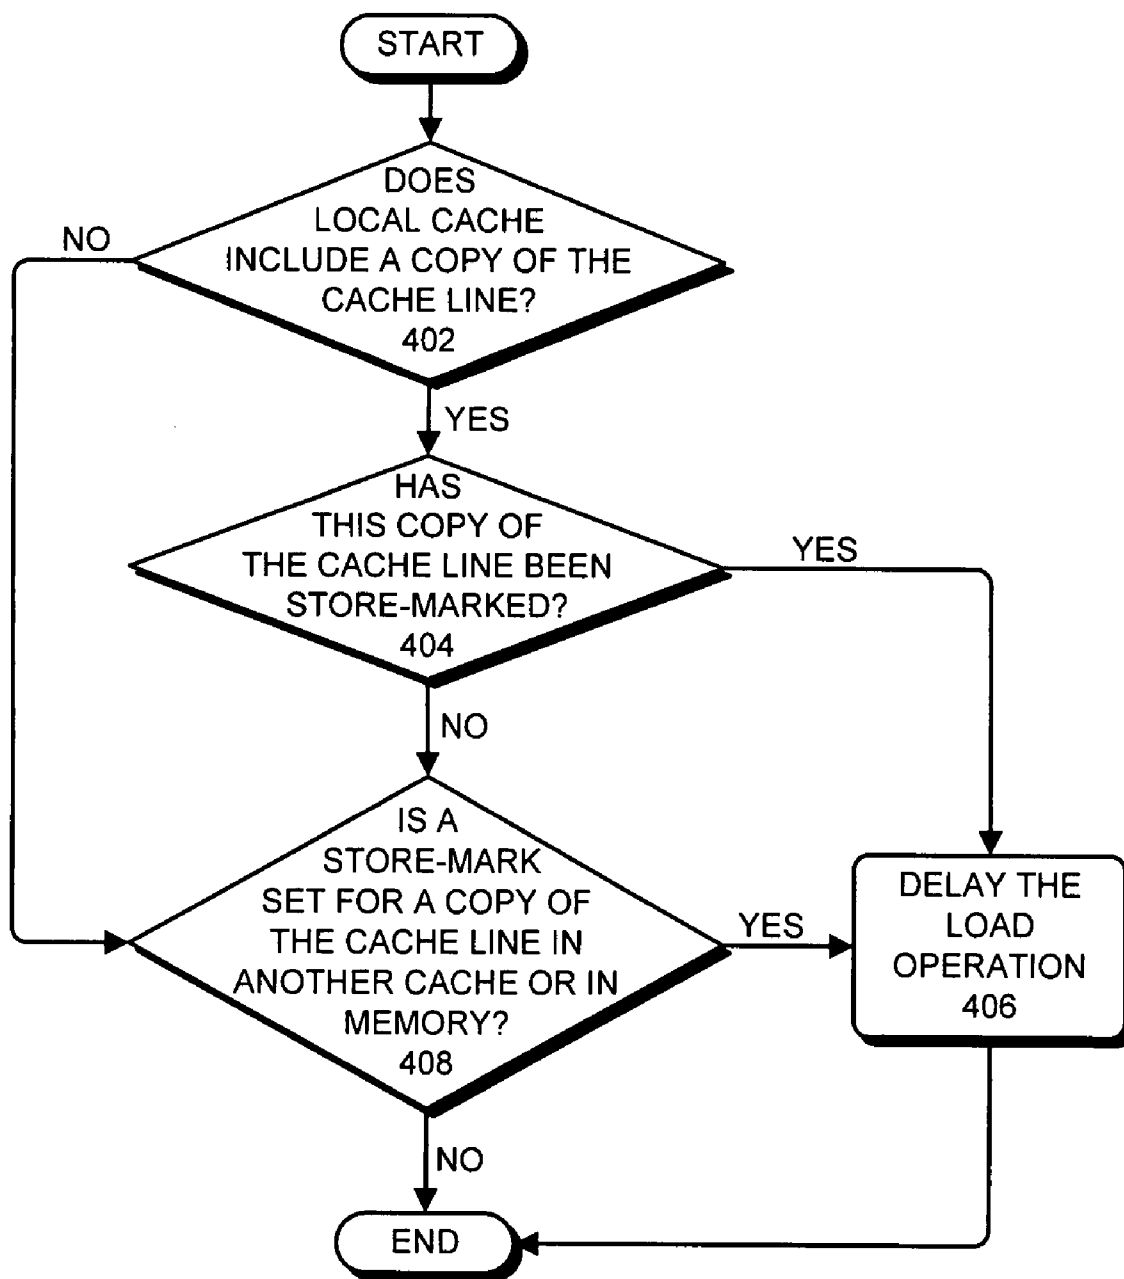 START
DOES
LOCAL CACHE
INCLUDE A COPY OF THE
CACHE LINE?
402
NO
YES
HAS
THIS COPY OF
THE CACHE LINE BEEN
STORE-MARKED?
404
YES
NO
IS A
STORE-MARK
SET FOR A COPY OF
THE CACHE LINE IN
ANOTHER CACHE OR IN
MEMORY?
408
YES
DELAY THE
LOAD
OPERATION
406
NO
END